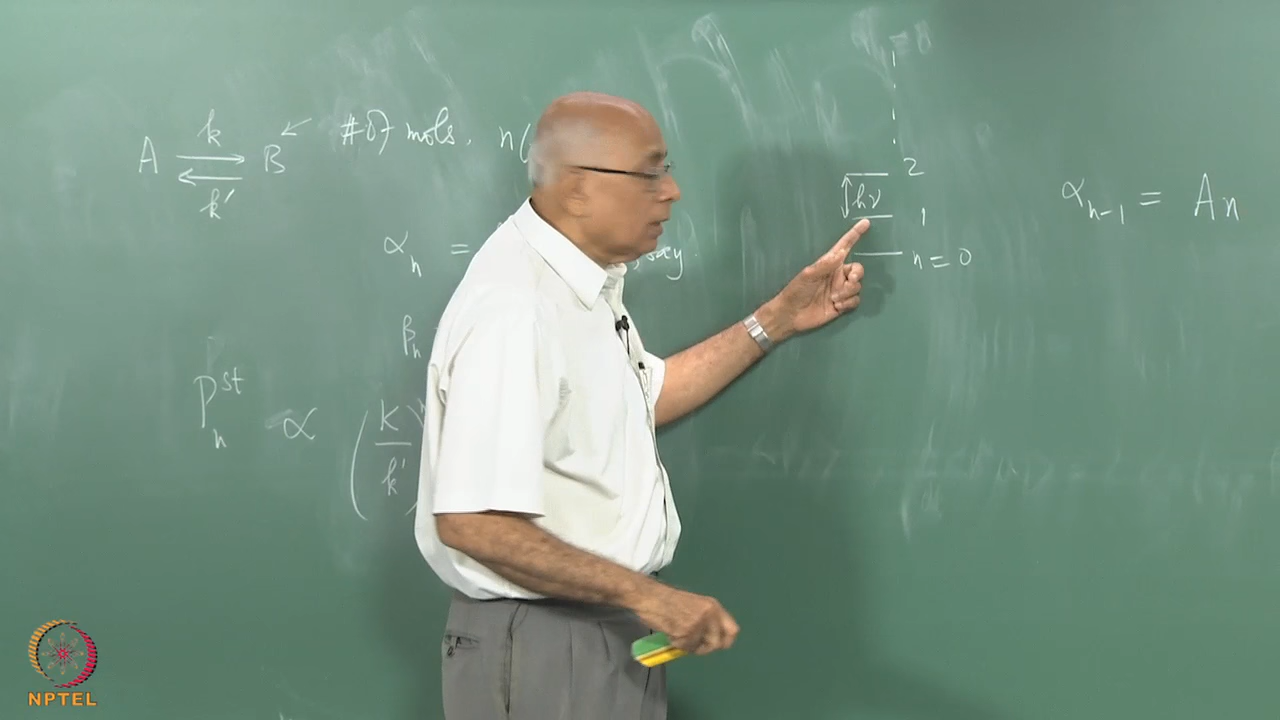 A ⇌ B
k
k'
# of mols. n(
α_n =
, say.
β_n
P_n^st ∝ (k/k')
2
hν
1
n = 0
α_{n-1} = An
NPTEL